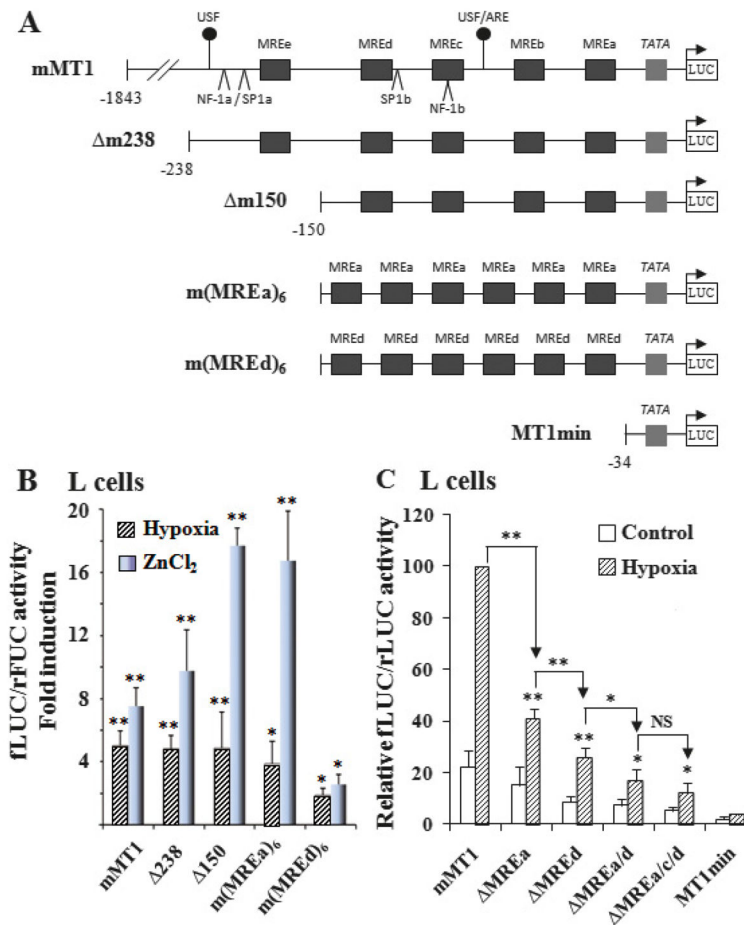 A
USF
USF/ARE
MREe MREd MREc MREb MREa TATA
mMT1
LUC
-1843
NF-1a / SP1a
SP1b
NF-1b
Δm238
LUC
-238
Δm150
LUC
-150
MREa MREa MREa MREa MREa MREa TATA
m(MREa)6
LUC
MREd MREd MREd MREd MREd MREd TATA
m(MREd)6
LUC
TATA
MT1min
LUC
-34
B L cells
fLUC/rFUC activity
Fold induction
20
16
12
8
4
Hypoxia
ZnCl2
** ** ** ** ** ** * ** * *
mMT1
Δ238
Δ150
m(MREa)6
m(MREd)6
C L cells
Relative fLUC/rLUC activity
120
100
80
60
40
20
0
Control
Hypoxia
**
**
*
NS
** ** * *
mMT1
ΔMREa
ΔMREd
ΔMREa/d
ΔMREa/c/d
MT1min